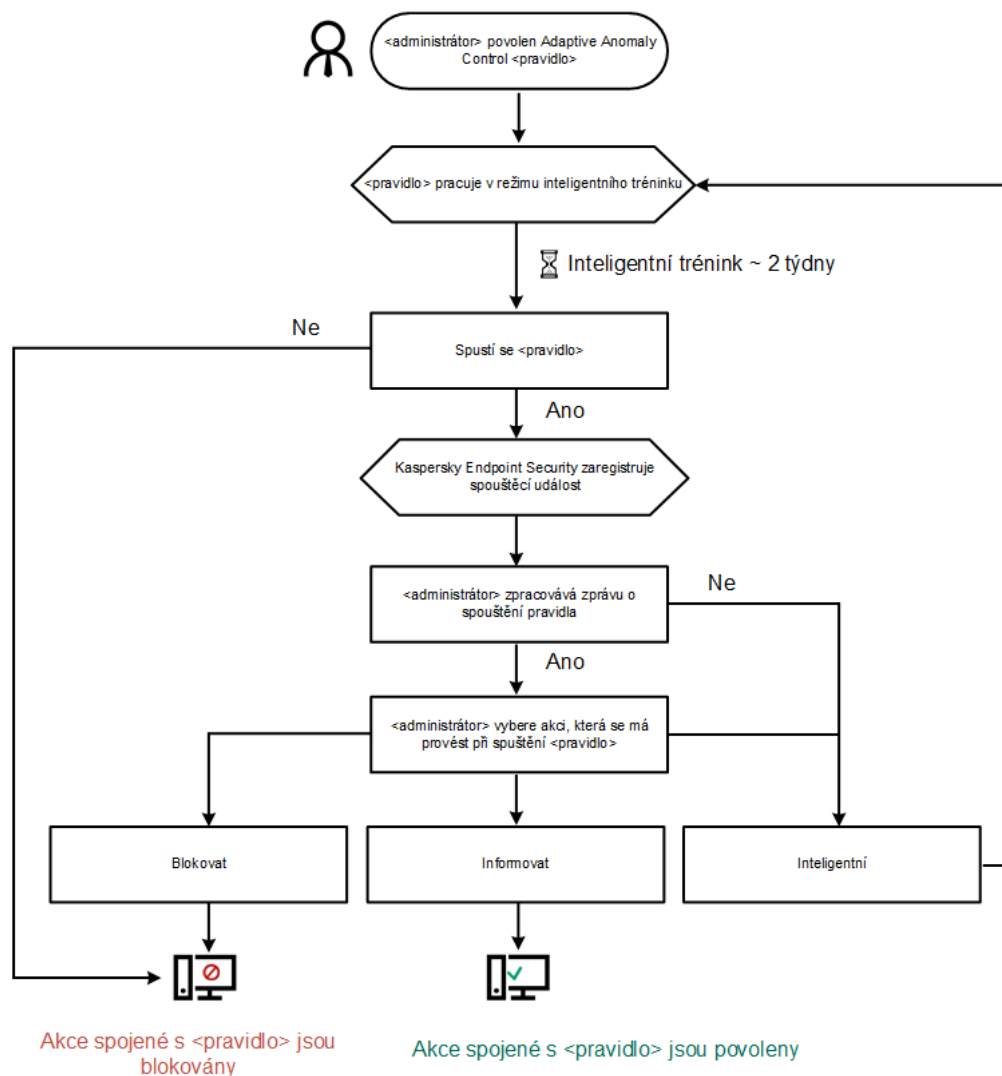 <administrátor> povolen Adaptive Anomaly
Control <pravidlo>
<pravidlo> pracuje v režimu inteligentního tréninku
Inteligentní trénink ~ 2 týdny
Ne
Spustí se <pravidlo>
Ano
Kaspersky Endpoint Security zaregistruje
spouštěcí událost
<administrátor> zpracovává zprávu o
spouštění pravidla
Ne
Ano
<administrátor> vybere akci, která se má
provést při spuštění <pravidlo>
Blokovat
Informovat
Inteligentní
Akce spojené s <pravidlo> jsou
blokovány
Akce spojené s <pravidlo> jsou povoleny